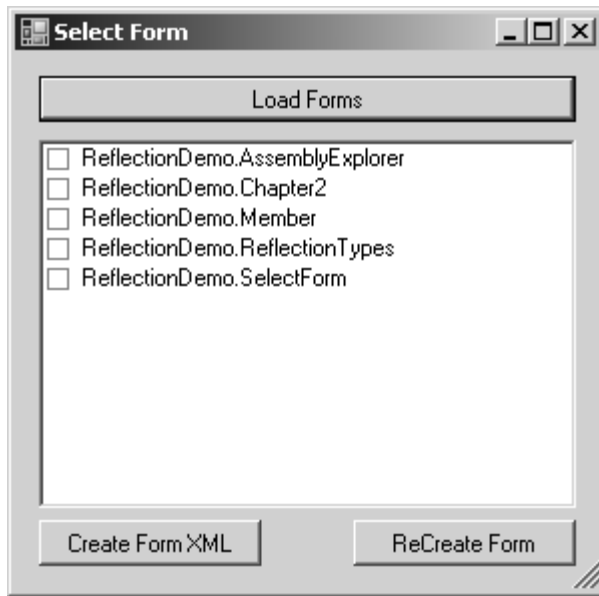 Select Form
Load Forms
ReflectionDemo.AssemblyExplorer
ReflectionDemo.Chapter2
ReflectionDemo.Member
ReflectionDemo.ReflectionTypes
ReflectionDemo.SelectForm
Create Form XML
ReCreate Form